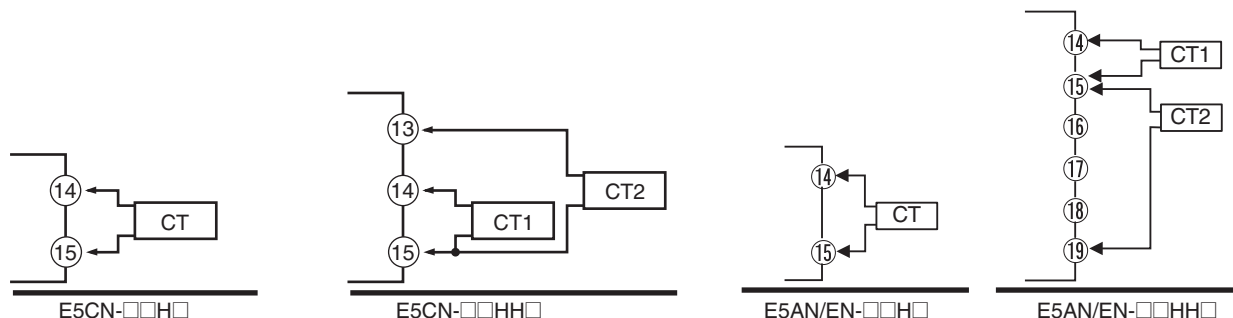 14
15
CT
E5CN-□□H□
13
14
15
CT1
CT2
E5CN-□□HH□
14
15
CT
E5AN/EN-□□H□
14
15
16
17
18
19
CT1
CT2
E5AN/EN-□□HH□